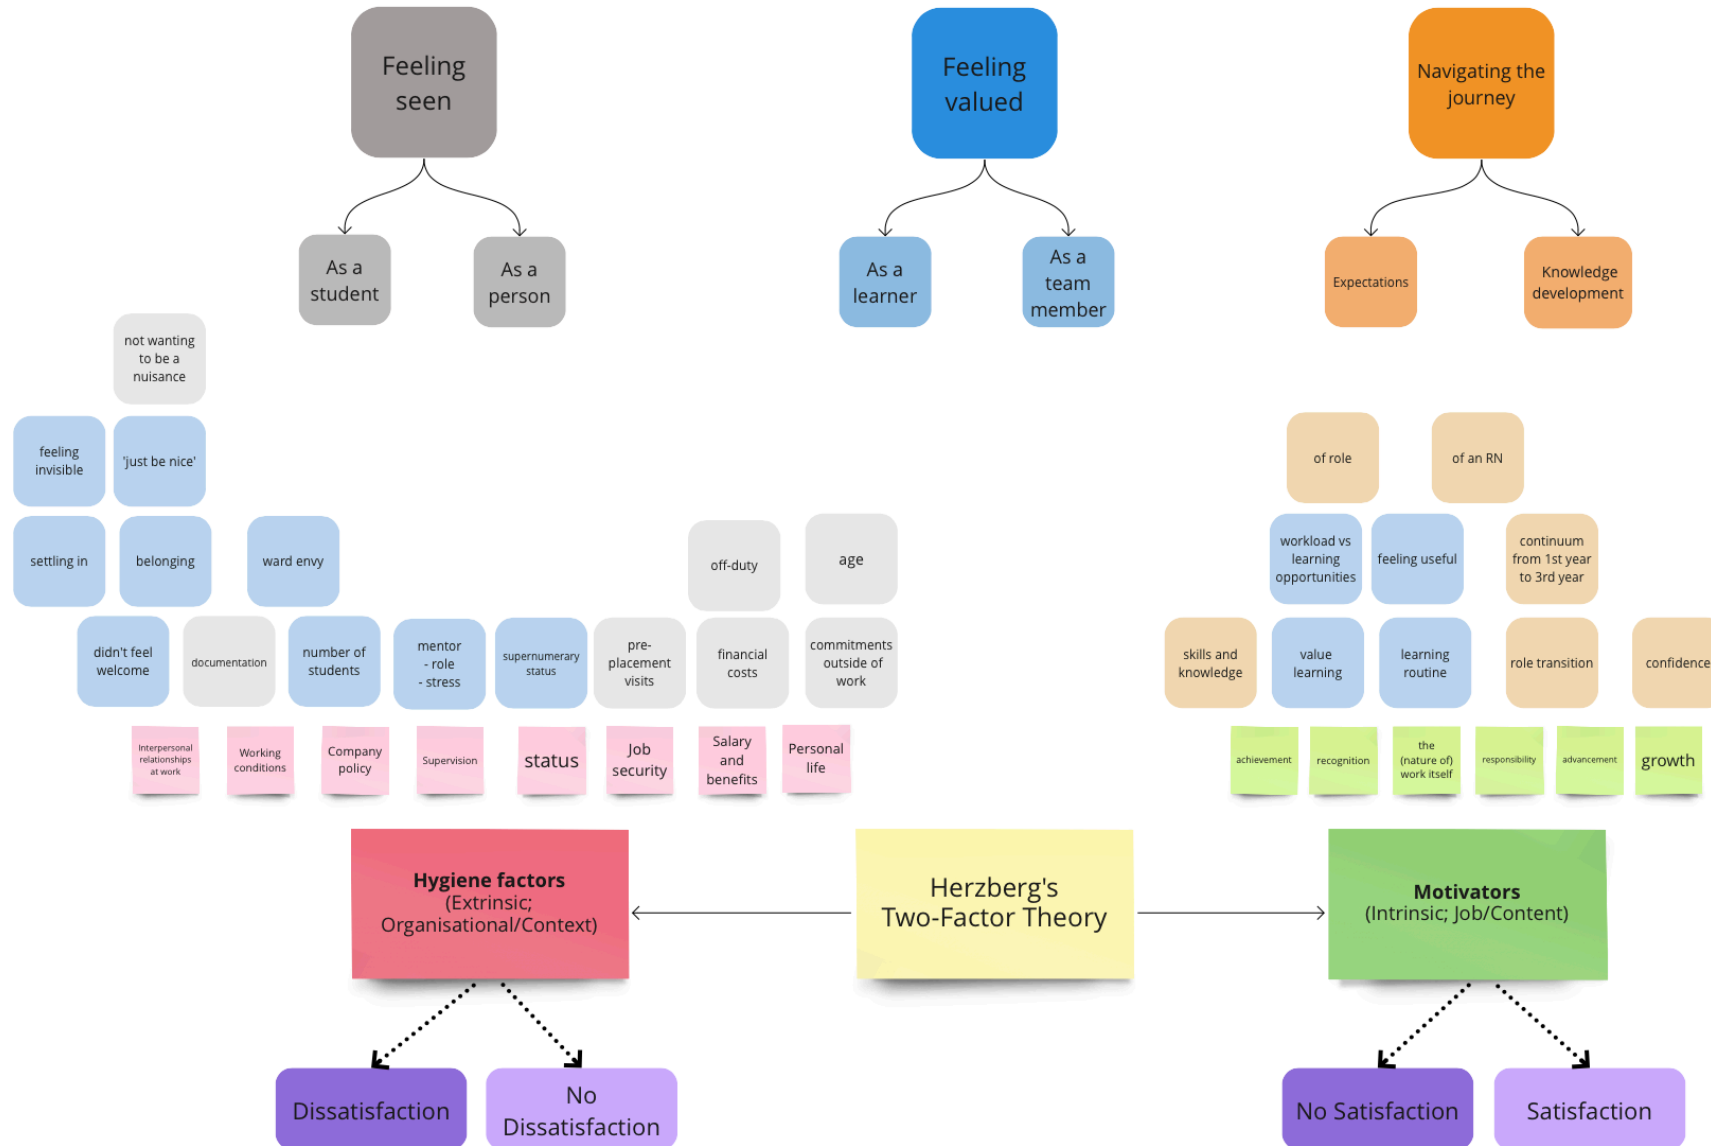 Feeling
seen
Feeling
valued
Navigating the
journey
As a
student
As a
person
As a
learner
As a
team
member
Expectations
Knowledge
development
not wanting
to be a
nuisance
feeling
invisible
'just be nice'
of role
of an RN
settling in
belonging
ward envy
off-duty
age
workload vs
learning
opportunities
feeling useful
continuum
from 1st year
to 3rd year
didn't feel
welcome
documentation
number of
students
mentor
- role
- stress
supernumerary
status
pre-
placement
visits
financial
costs
commitments
outside of
work
skills and
knowledge
value
learning
learning
routine
role transition
confidence
Interpersonal
relationships
at work
Working
conditions
Company
policy
Supervision
status
Job
security
Salary
and
benefits
Personal
life
achievement
recognition
the
(nature of)
work itself
responsibility
advancement
growth
Hygiene factors
(Extrinsic;
Organisational/Context)
Herzberg's
Two-Factor Theory
Motivators
(Intrinsic; Job/Content)
Dissatisfaction
No
Dissatisfaction
No Satisfaction
Satisfaction